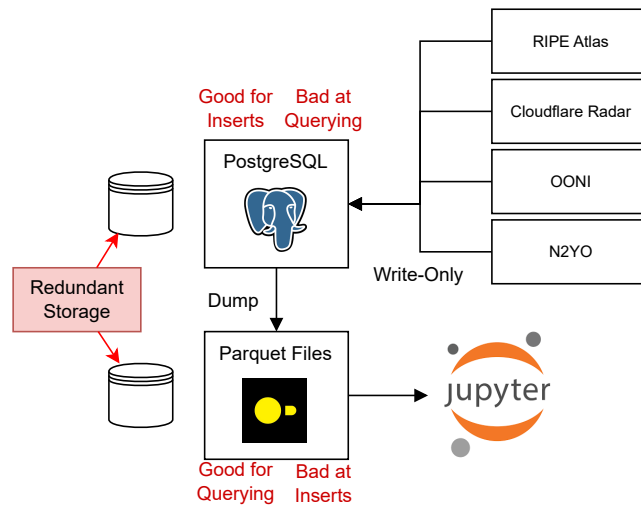 RIPE Atlas
Cloudflare Radar
OONI
N2YO
Good for
Inserts
Bad at
Querying
PostgreSQL
Write-Only
Redundant
Storage
Dump
Parquet Files
jupyter
Good for
Querying
Bad at
Inserts